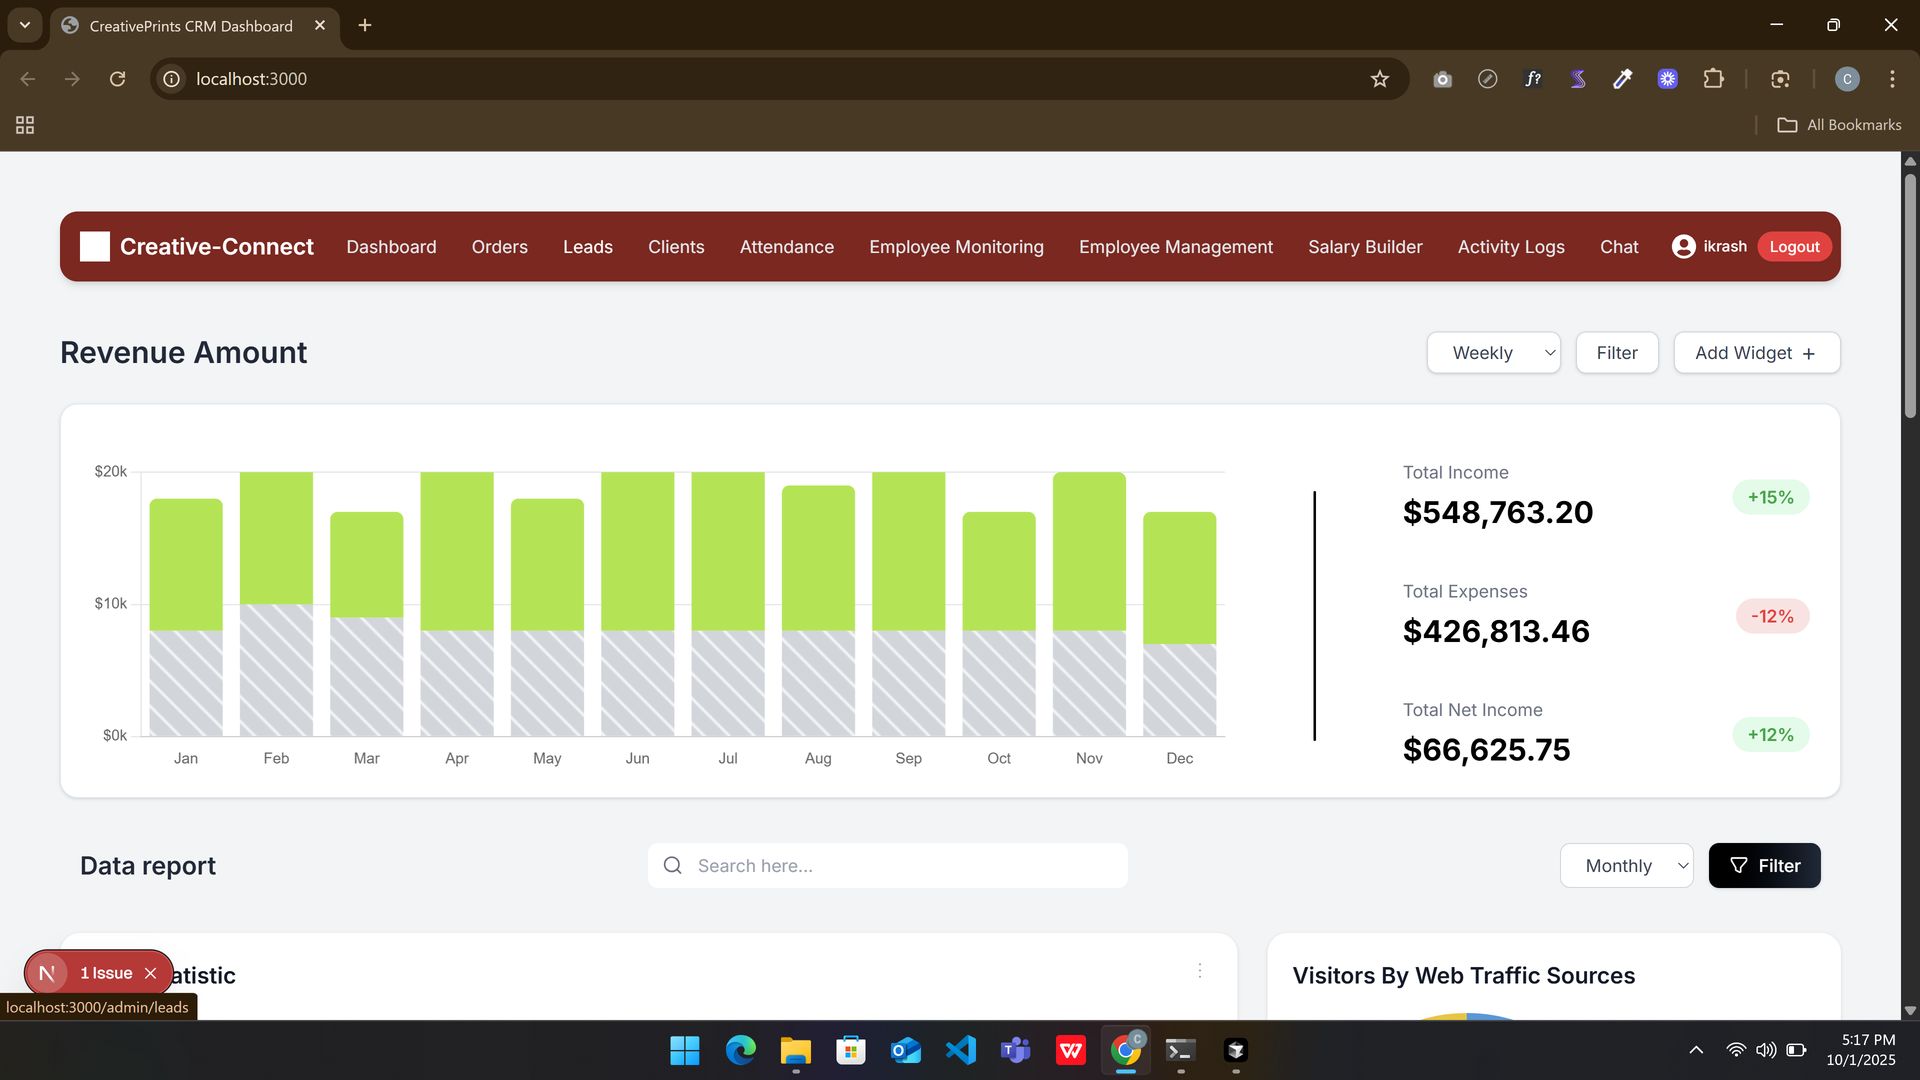 CreativePrints CRM Dashboard
localhost:3000
f?
C
All Bookmarks
Creative-Connect Dashboard Orders Leads Clients Attendance Employee Monitoring Employee Management Salary Builder Activity Logs Chat ikrash Logout
Revenue Amount
Weekly Filter Add Widget +
$20k
$10k
$0k
Jan Feb Mar Apr May Jun Jul Aug Sep Oct Nov Dec
Total Income
$548,763.20
+15%
Total Expenses
$426,813.46
-12%
Total Net Income
$66,625.75
+12%
Data report
Search here...
Monthly Filter
N 1 Issue
atistic
Visitors By Web Traffic Sources
localhost:3000/admin/leads
C
5:17 PM
10/1/2025